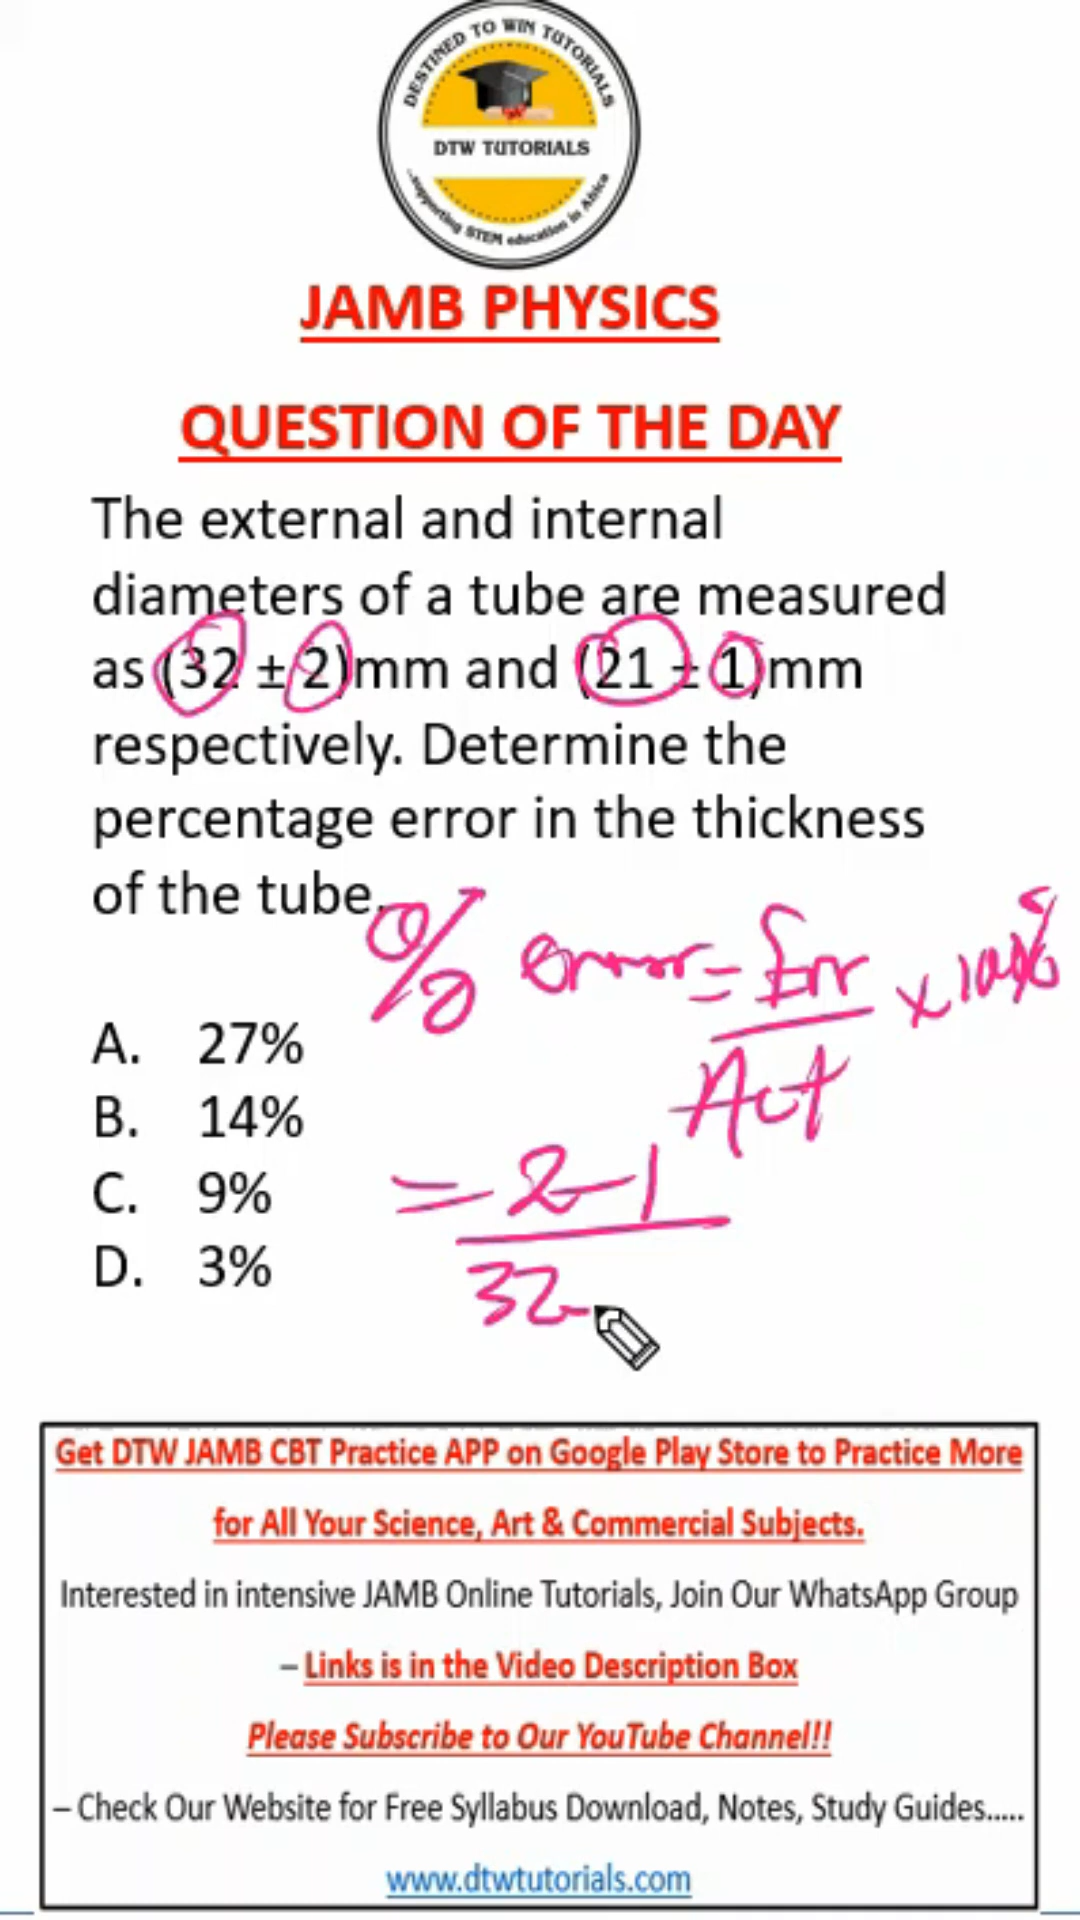 DESTINED TO WIN TUTORIALS
DTW TUTORIALS
...supporting STEM education in Africa
JAMB PHYSICS
QUESTION OF THE DAY
The external and internal
diameters of a tube are measured
as (32 ± 2)mm and (21 ± 1)mm
respectively. Determine the
percentage error in the thickness
of the tube.
% error = Err × 100%
Act
A. 27%
B. 14%
= 2-1
C. 9%
D. 3%
32-
Get DTW JAMB CBT Practice APP on Google Play Store to Practice More
for All Your Science, Art & Commercial Subjects.
Interested in intensive JAMB Online Tutorials, Join Our WhatsApp Group
– Links is in the Video Description Box
Please Subscribe to Our YouTube Channel!!
– Check Our Website for Free Syllabus Download, Notes, Study Guides.....
www.dtwtutorials.com